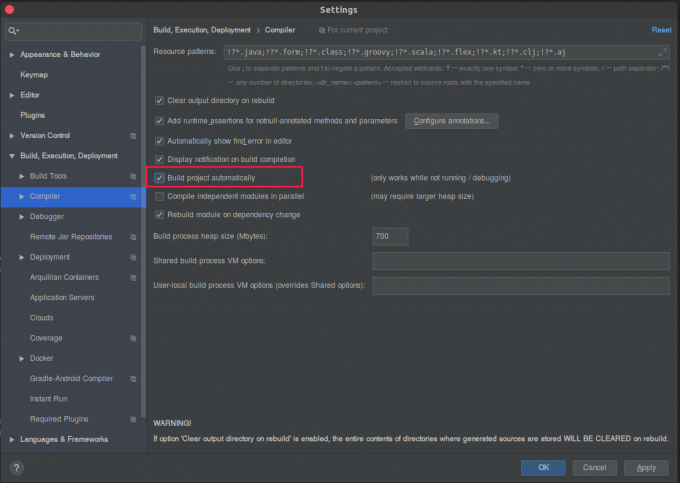 Settings
Build, Execution, Deployment › Compiler
For current project
Reset
Appearance & Behavior
Keymap
Editor
Plugins
Version Control
Build, Execution, Deployment
Build Tools
Compiler
Debugger
Remote Jar Repositories
Deployment
Arquillian Containers
Application Servers
Clouds
Coverage
Docker
Gradle-Android Compiler
Instant Run
Required Plugins
Languages & Frameworks
Resource patterns: !?*.java;!?*.form;!?*.class;!?*.groovy;!?*.scala;!?*.flex;!?*.kt;!?*.clj;!?*.aj
Use ; to separate patterns and ! to negate a pattern. Accepted wildcards: ? — exactly one symbol; * — zero or more symbols; / — path separator; /**/
— any number of directories; <dir_name>:<pattern> — restrict to source roots with the specified name
Clear output directory on rebuild
Add runtime assertions for notnull-annotated methods and parameters Configure annotations...
Automatically show first error in editor
Display notification on build completion
Build project automatically (only works while not running / debugging)
Compile independent modules in parallel (may require larger heap size)
Rebuild module on dependency change
Build process heap size (Mbytes): 700
Shared build process VM options:
User-local build process VM options (overrides Shared options):
WARNING!
If option 'Clear output directory on rebuild' is enabled, the entire contents of directories where generated sources are stored WILL BE CLEARED on rebuild.
?
OK
Cancel
Apply